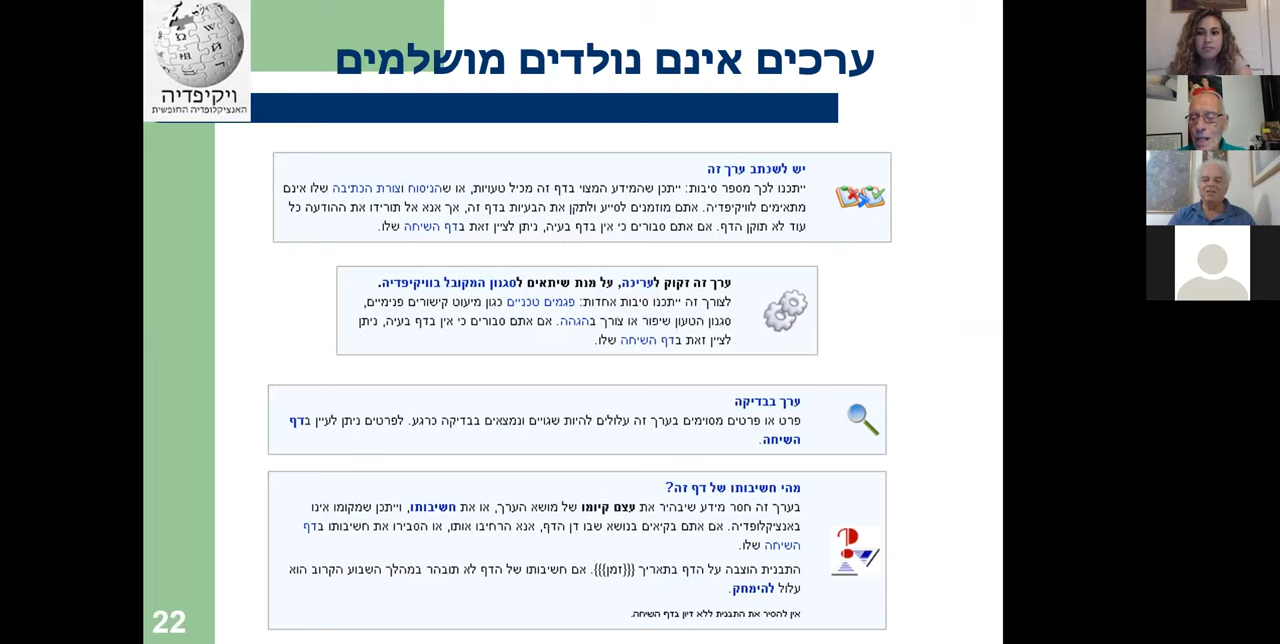 ערכים אינם נולדים מושלמים
ויקיפדיה
האנציקלופדיה החופשית
יש לשכתב ערך זה
ייתכנו לכך מספר סיבות: ייתכן שהמידע המצוי בדף זה מכיל טעויות, או שהניסוח וצורת הכתיבה שלו אינם
מתאימים לוויקיפדיה. אתם מוזמנים לסייע ולתקן את הבעיות בדף זה, אך אנא אל תורידו את ההודעה כל
עוד לא תוקן הדף. אם אתם סבורים כי אין בדף בעיה, ניתן לציין זאת בדף השיחה שלו.
ערך זה זקוק לעריכה, על מנת שיתאים לסגנון המקובל בוויקיפדיה.
לצורך זה ייתכנו סיבות אחדות: פגמים טכניים כגון מיעוט קישורים פנימיים,
סגנון הטעון שיפור או צורך בהגהה. אם אתם סבורים כי אין בדף בעיה, ניתן
לציין זאת בדף השיחה שלו.
ערך בבדיקה
פרט או פרטים מסוימים בערך זה עלולים להיות שגויים ונמצאים בבדיקה כרגע. לפרטים ניתן לעיין בדף
השיחה.
מהי חשיבותו של דף זה?
בערך זה חסר מידע שיבהיר את עצם קיומו של מושא הערך, או את חשיבותו, וייתכן שמקומו אינו
באנציקלופדיה. אם אתם בקיאים בנושא שבו דן הדף, אנא הרחיבו אותו, או הסבירו את חשיבותו בדף
השיחה שלו.
התבנית הוצבה על הדף בתאריך {{{זמן}}}. אם חשיבותו של הדף לא תובהר במהלך השבוע הקרוב הוא
עלול להימחק.
אין להסיר את התבנית ללא דיון בדף השיחה.
22